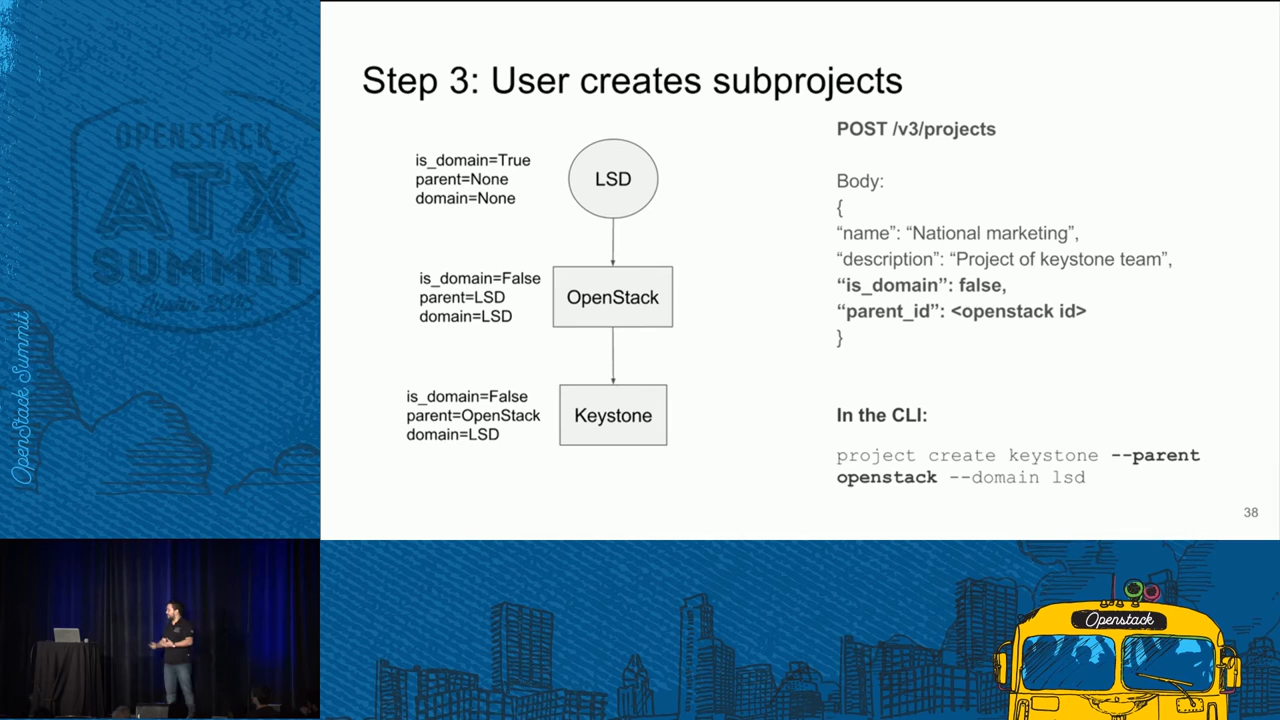 Step 3: User creates subprojects
is_domain=True
parent=None
domain=None
LSD
is_domain=False
parent=LSD
domain=LSD
OpenStack
is_domain=False
parent=OpenStack
domain=LSD
Keystone
POST /v3/projects
Body:
{
“name”: “National marketing”,
“description”: “Project of keystone team”,
“is_domain”: false,
“parent_id”: <openstack id>
}
In the CLI:
project create keystone --parent
openstack --domain lsd
38
OPENSTACK
ATX
SUMMIT
OpenStack Summit
Openstack